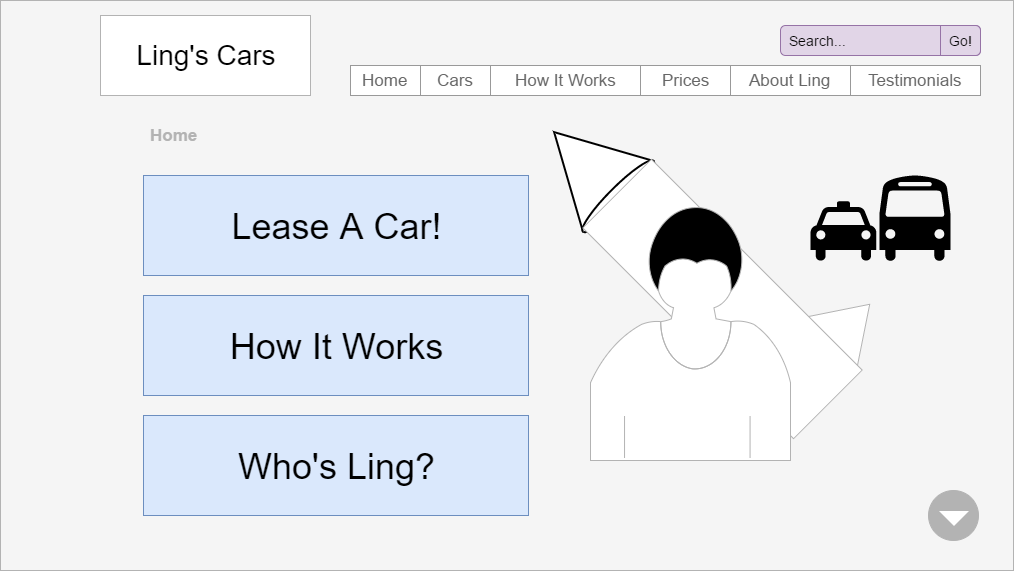 Ling's Cars
Search...
Go!
Home
Cars
How It Works
Prices
About Ling
Testimonials
Home
Lease A Car!
How It Works
Who's Ling?